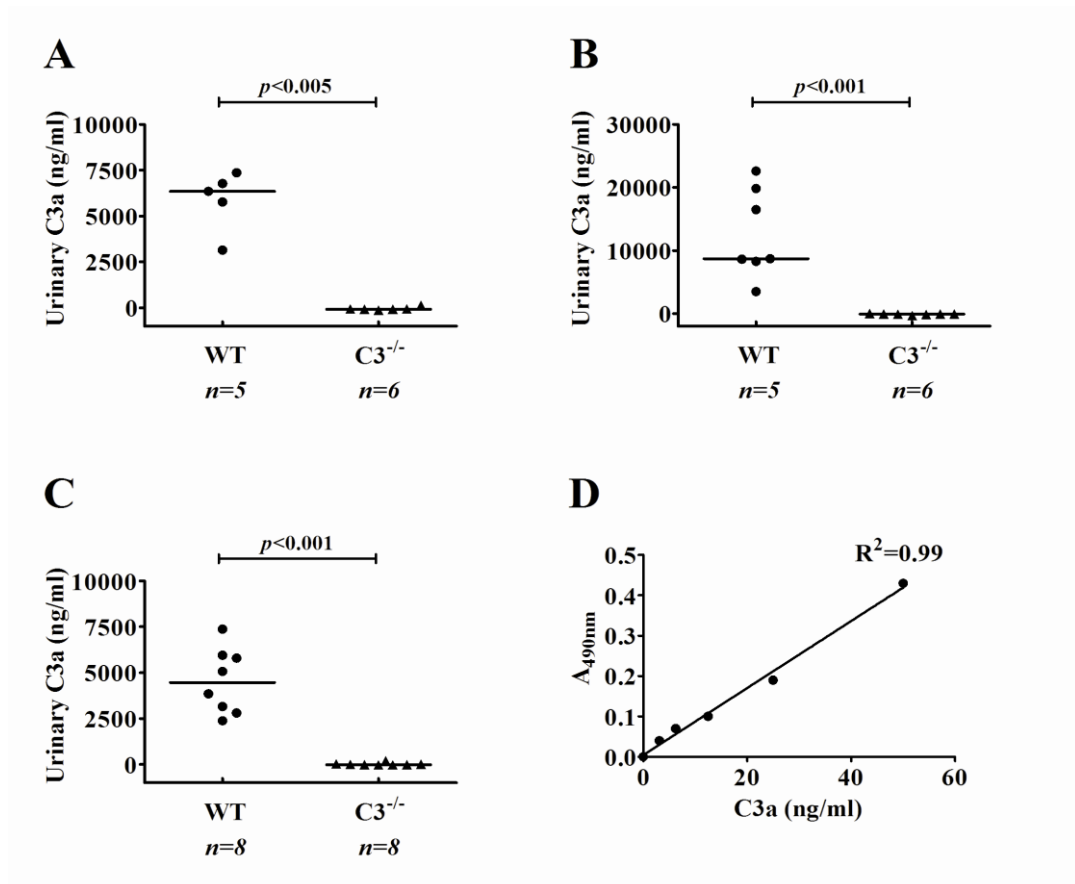 A
p<0.005
Urinary C3a (ng/ml)
10000
7500
5000
2500
0
WT
C3-/-
n=5
n=6
B
p<0.001
Urinary C3a (ng/ml)
30000
20000
10000
0
WT
C3-/-
n=5
n=6
C
p<0.001
Urinary C3a (ng/ml)
10000
7500
5000
2500
0
WT
C3-/-
n=8
n=8
D
R2=0.99
A490nm
0.5
0.4
0.3
0.2
0.1
0.0
0 20 40 60
C3a (ng/ml)